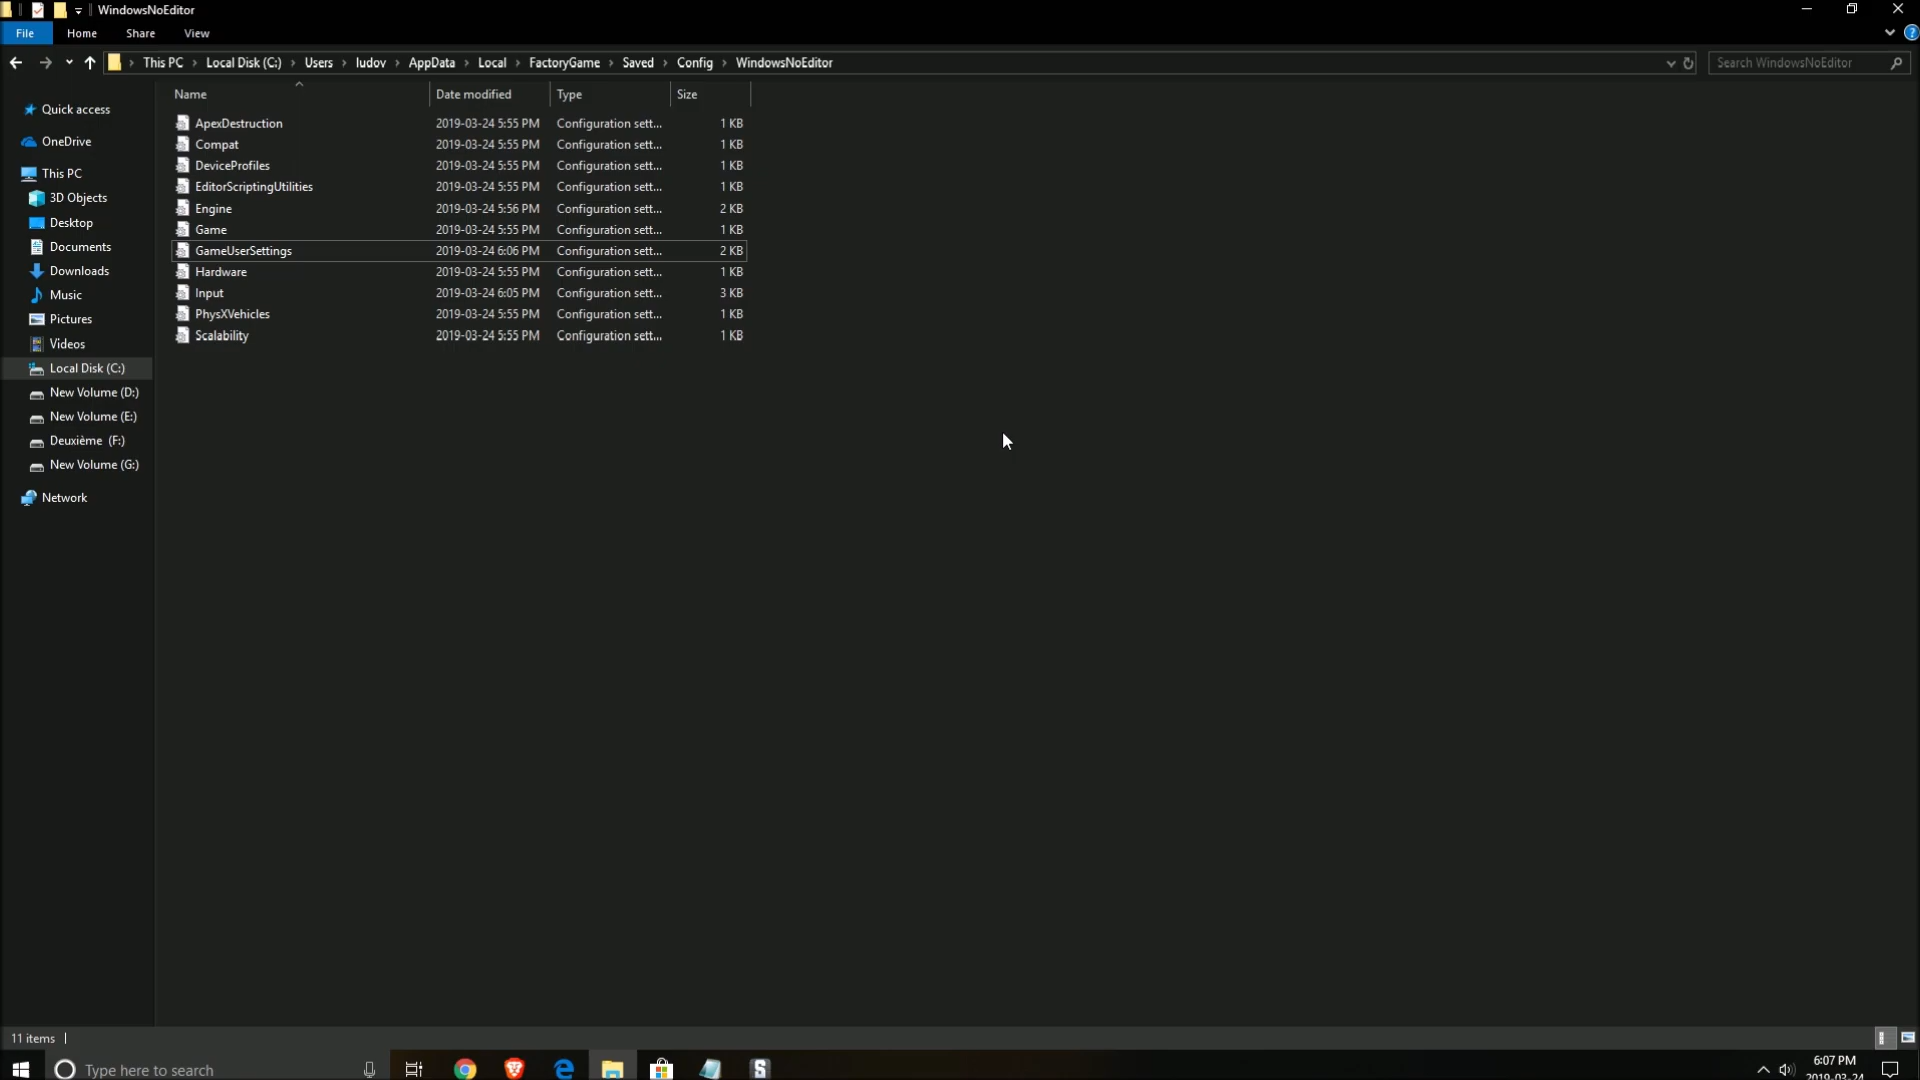 WindowsNoEditor
File Home Share View
This PC Local Disk (C:) Users ludov AppData Local FactoryGame Saved Config WindowsNoEditor Search WindowsNoEditor
Name Date modified Type Size
Quick access
OneDrive
This PC
3D Objects
Desktop
Documents
Downloads
Music
Pictures
Videos
Local Disk (C:)
New Volume (D:)
New Volume (E:)
Deuxième (F:)
New Volume (G:)
Network
ApexDestruction 2019-03-24 5:55 PM Configuration sett... 1 KB
Compat 2019-03-24 5:55 PM Configuration sett... 1 KB
DeviceProfiles 2019-03-24 5:55 PM Configuration sett... 1 KB
EditorScriptingUtilities 2019-03-24 5:55 PM Configuration sett... 1 KB
Engine 2019-03-24 5:56 PM Configuration sett... 2 KB
Game 2019-03-24 5:55 PM Configuration sett... 1 KB
GameUserSettings 2019-03-24 6:06 PM Configuration sett... 2 KB
Hardware 2019-03-24 5:55 PM Configuration sett... 1 KB
Input 2019-03-24 6:05 PM Configuration sett... 3 KB
PhysXVehicles 2019-03-24 5:55 PM Configuration sett... 1 KB
Scalability 2019-03-24 5:55 PM Configuration sett... 1 KB
11 items
Type here to search
6:07 PM
2019-03-24